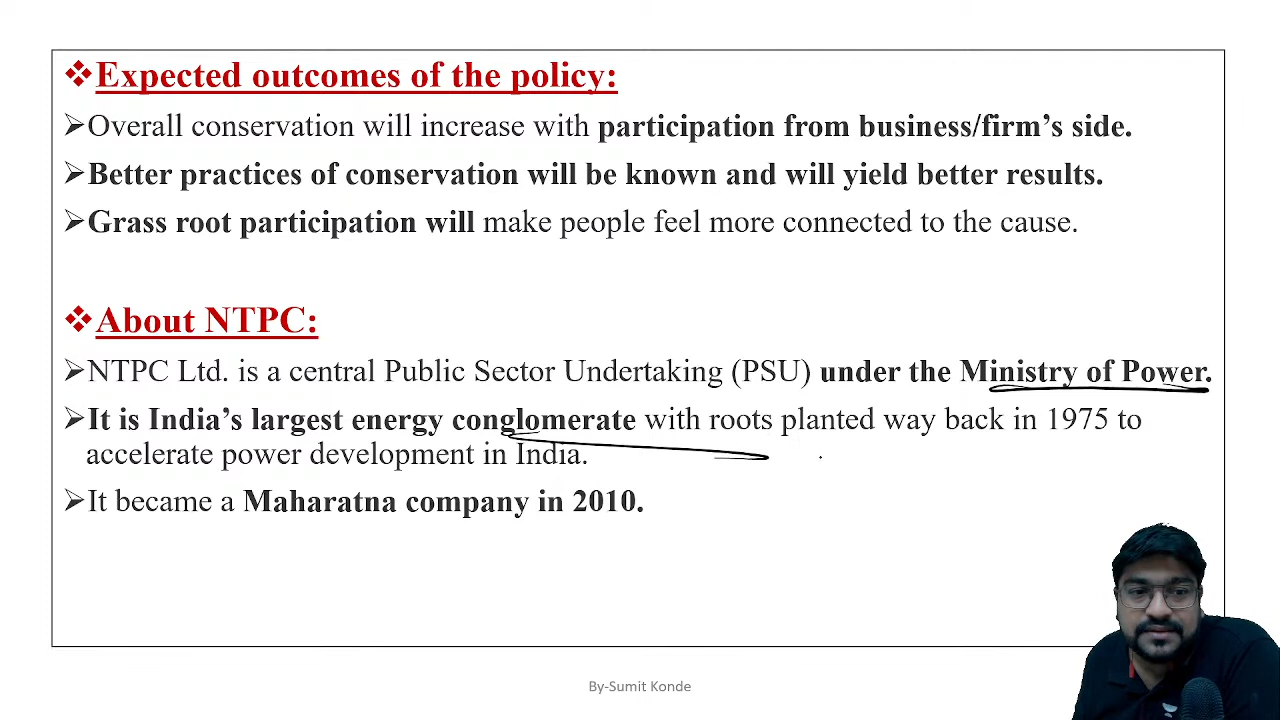 ❖Expected outcomes of the policy:
➢Overall conservation will increase with participation from business/firm's side.
➢Better practices of conservation will be known and will yield better results.
➢Grass root participation will make people feel more connected to the cause.
❖About NTPC:
➢NTPC Ltd. is a central Public Sector Undertaking (PSU) under the Ministry of Power.
➢It is India's largest energy conglomerate with roots planted way back in 1975 to
accelerate power development in India.
➢It became a Maharatna company in 2010.
By-Sumit Konde